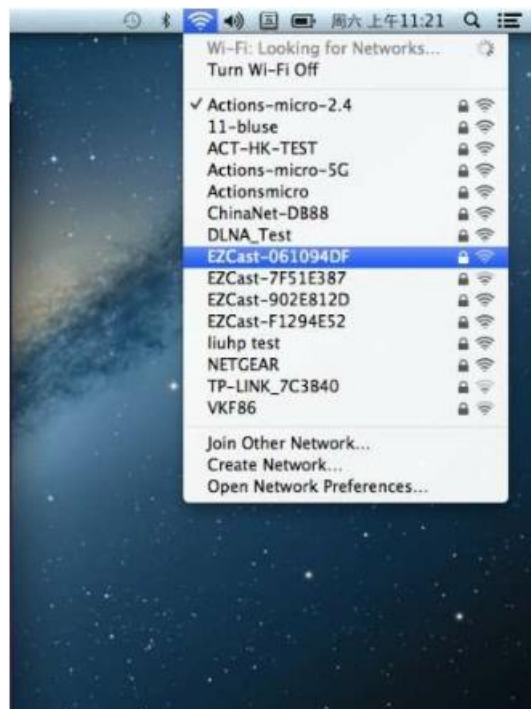 五 周六 上午11:21
Wi-Fi: Looking for Networks...
Turn Wi-Fi Off
✓ Actions-micro-2.4
11-bluse
ACT-HK-TEST
Actions-micro-5G
Actionsmicro
ChinaNet-DB88
DLNA_Test
EZCast-061094DF
EZCast-7F51E387
EZCast-902E812D
EZCast-F1294E52
liuhp test
NETGEAR
TP-LINK_7C3840
VKF86
Join Other Network...
Create Network...
Open Network Preferences...